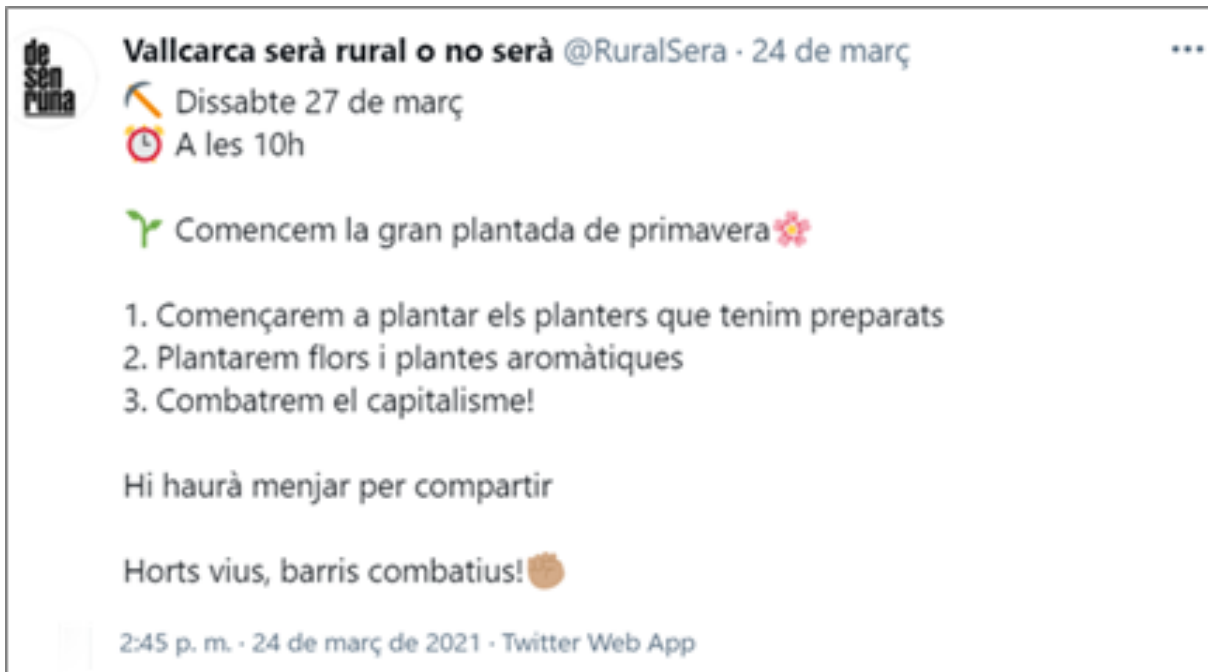 de
sen
runa
Vallcarca serà rural o no serà @RuralSera · 24 de març
Dissabte 27 de març
A les 10h
Comencem la gran plantada de primavera
1. Començarem a plantar els planters que tenim preparats
2. Plantarem flors i plantes aromàtiques
3. Combatrem el capitalisme!
Hi haurà menjar per compartir
Horts vius, barris combatius!
2:45 p. m. · 24 de març de 2021 · Twitter Web App